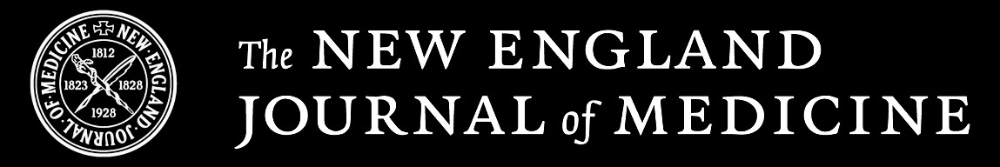 NEW·ENGLAND·JOURNAL·OF·MEDICINE
1812
1823 1828
1928
The NEW ENGLAND
JOURNAL of MEDICINE